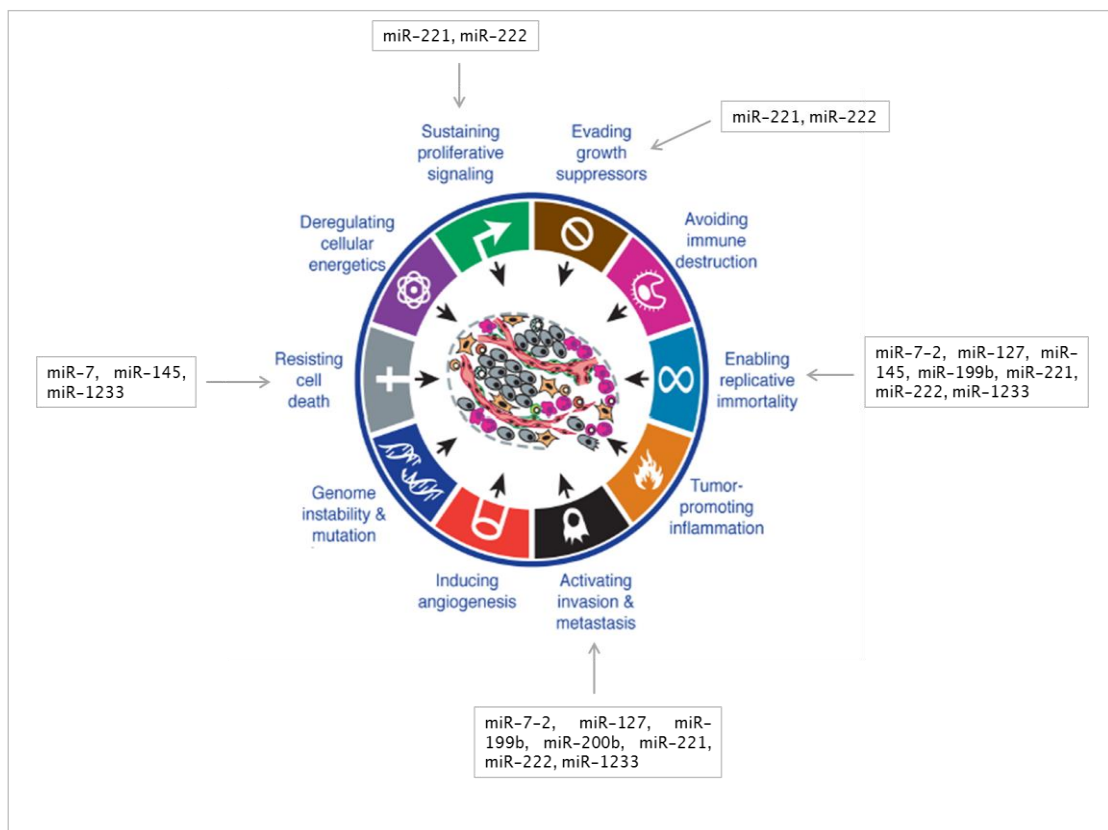 miR-221, miR-222
miR-221, miR-222
Sustaining
proliferative
signaling
Evading
growth
suppressors
Deregulating
cellular
energetics
Avoiding
immune
destruction
miR-7, miR-145,
miR-1233
Resisting
cell
death
Enabling
replicative
immortality
miR-7-2, miR-127, miR-
145, miR-199b, miR-221,
miR-222, miR-1233
Genome
instability &
mutation
Tumor-
promoting
inflammation
Inducing
angiogenesis
Activating
invasion &
metastasis
miR-7-2, miR-127, miR-
199b, miR-200b, miR-221,
miR-222, miR-1233